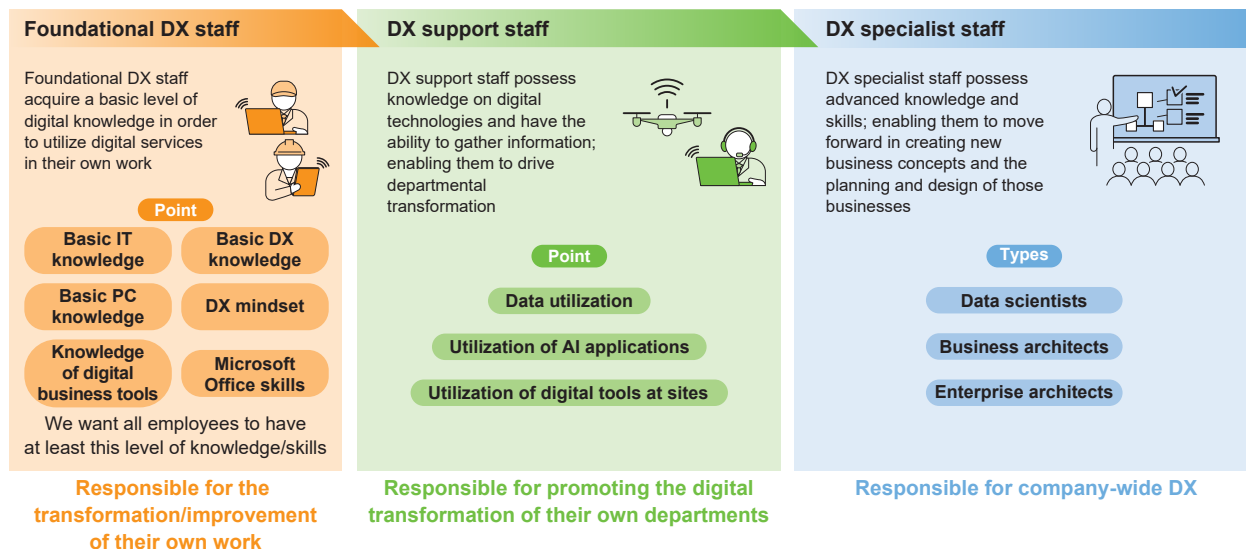 Foundational DX staff
Foundational DX staff
acquire a basic level of
digital knowledge in order
to utilize digital services
in their own work
Point
Basic IT
knowledge
Basic DX
knowledge
Basic PC
knowledge
DX mindset
Knowledge
of digital
business tools
Microsoft
Office skills
We want all employees to have
at least this level of knowledge/skills
Responsible for the
transformation/improvement
of their own work
DX support staff
DX support staff possess
knowledge on digital
technologies and have the
ability to gather information;
enabling them to drive
departmental
transformation
Point
Data utilization
Utilization of AI applications
Utilization of digital tools at sites
Responsible for promoting the digital
transformation of their own departments
DX specialist staff
DX specialist staff possess
advanced knowledge and
skills; enabling them to move
forward in creating new
business concepts and the
planning and design of those
businesses
Types
Data scientists
Business architects
Enterprise architects
Responsible for company-wide DX